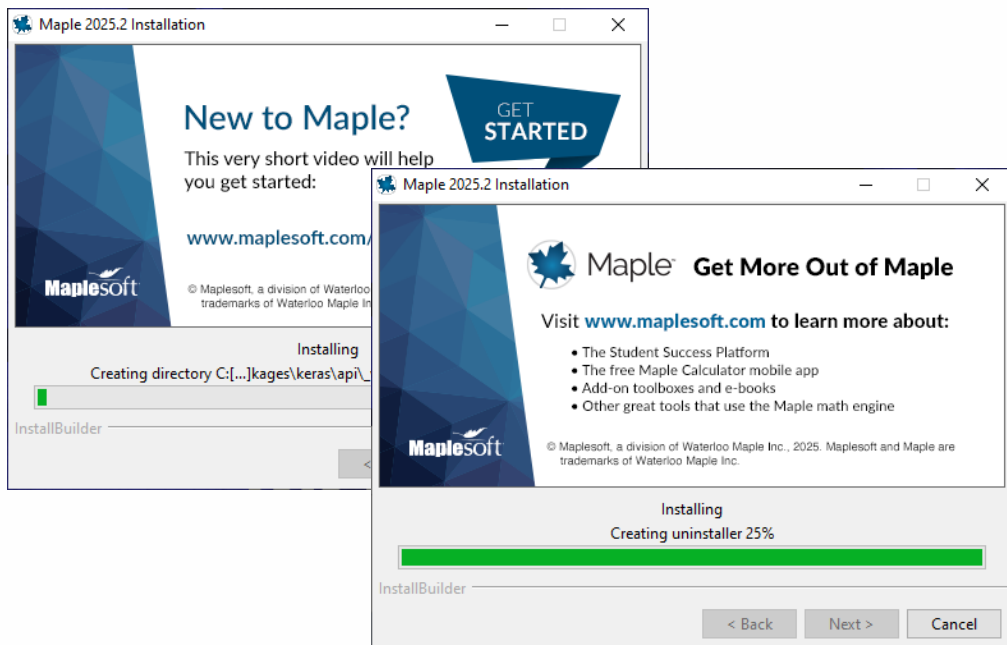 Maple 2025.2 Installation
New to Maple?
This very short video will help
you get started:
www.maplesoft.com/
GET
STARTED
Maplesoft
© Maplesoft, a division of Waterloo
trademarks of Waterloo Maple In
Installing
Creating directory C:[...]kages\keras\api\_
InstallBuilder
<
Maple 2025.2 Installation
Maple Get More Out of Maple
Visit www.maplesoft.com to learn more about:
• The Student Success Platform
• The free Maple Calculator mobile app
• Add-on toolboxes and e-books
• Other great tools that use the Maple math engine
Maplesoft
© Maplesoft, a division of Waterloo Maple Inc., 2025. Maplesoft and Maple are
trademarks of Waterloo Maple Inc.
Installing
Creating uninstaller 25%
InstallBuilder
< Back
Next >
Cancel